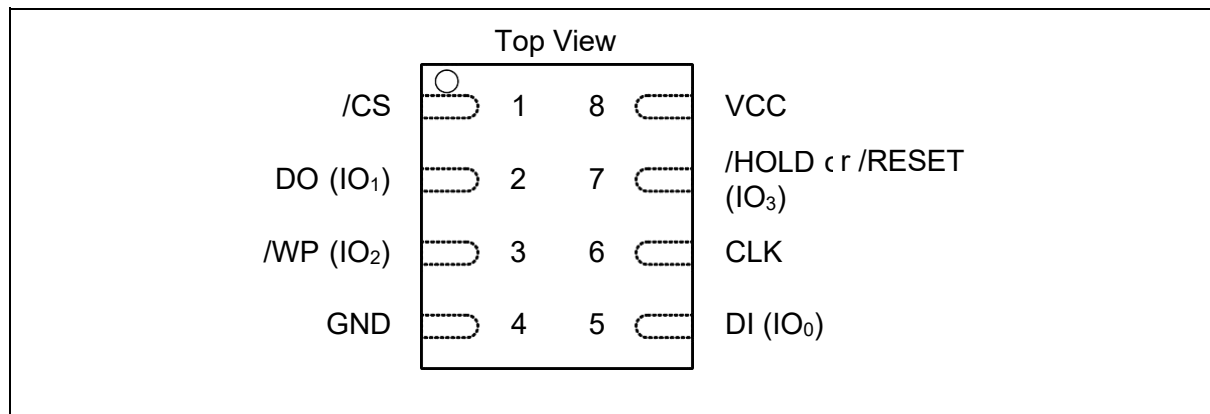 Top View
/CS 1 8 VCC
DO (IO₁) 2 7 /HOLD or /RESET
(IO₃)
/WP (IO₂) 3 6 CLK
GND 4 5 DI (IO₀)